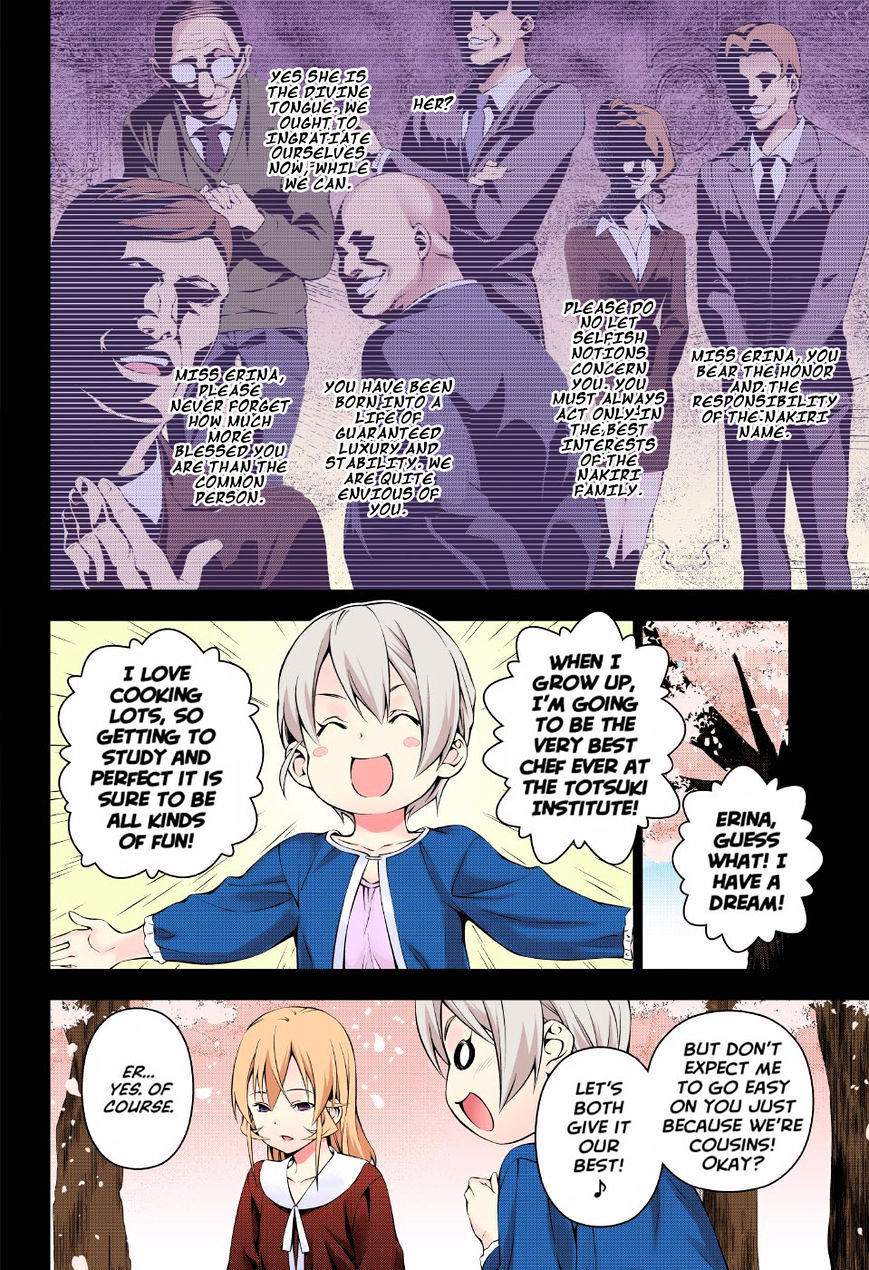 HER?
YES SHE IS
THE DIVINE
TONGUE. WE
OUGHT TO
INGRATIATE
OURSELVES
NOW, WHILE
WE CAN.
MISS ERINA, YOU
BEAR THE HONOR
AND THE
RESPONSIBILITY
OF THE NAKIRI
NAME.
PLEASE DO
NO LET
SELFISH
NOTIONS
CONCERN
YOU. YOU
MUST ALWAYS
ACT ONLY IN
THE BEST
INTERESTS
OF THE
NAKIRI
FAMILY.
YOU HAVE BEEN
BORN INTO A
LIFE OF
GUARANTEED
LUXURY AND
STABILITY. WE
ARE QUITE
ENVIOUS OF
YOU.
MISS ERINA,
PLEASE
NEVER FORGET
HOW MUCH
MORE
BLESSED YOU
ARE THAN THE
COMMON
PERSON.
ERINA,
GUESS
WHAT! I
HAVE A
DREAM!
WHEN I
GROW UP,
I'M GOING
TO BE THE
VERY BEST
CHEF EVER AT
THE TOTSUKI
INSTITUTE!
I LOVE
COOKING
LOTS, SO
GETTING TO
STUDY AND
PERFECT IT IS
SURE TO BE
ALL KINDS
OF FUN!
BUT DON'T
EXPECT ME
TO GO EASY
ON YOU JUST
BECAUSE WE'RE
COUSINS!
OKAY?
LET'S
BOTH
GIVE IT
OUR
BEST!
♪
ER...
YES. OF
COURSE.